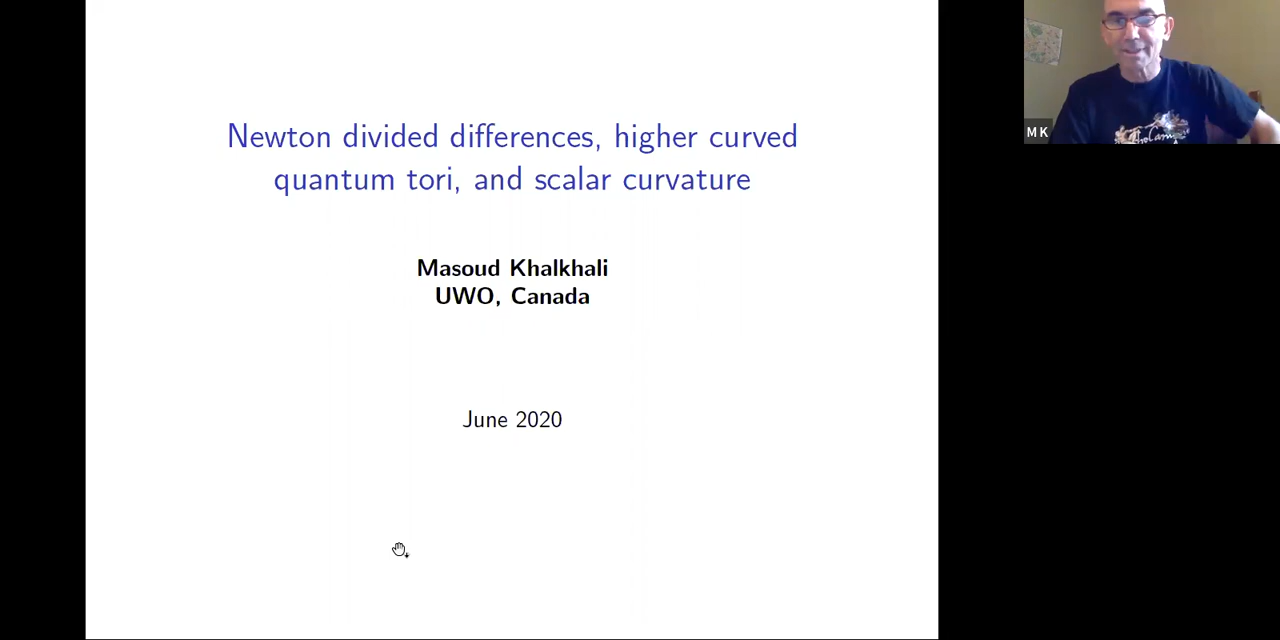 Newton divided differences, higher curved
quantum tori, and scalar curvature
Masoud Khalkhali
UWO, Canada
June 2020
MK